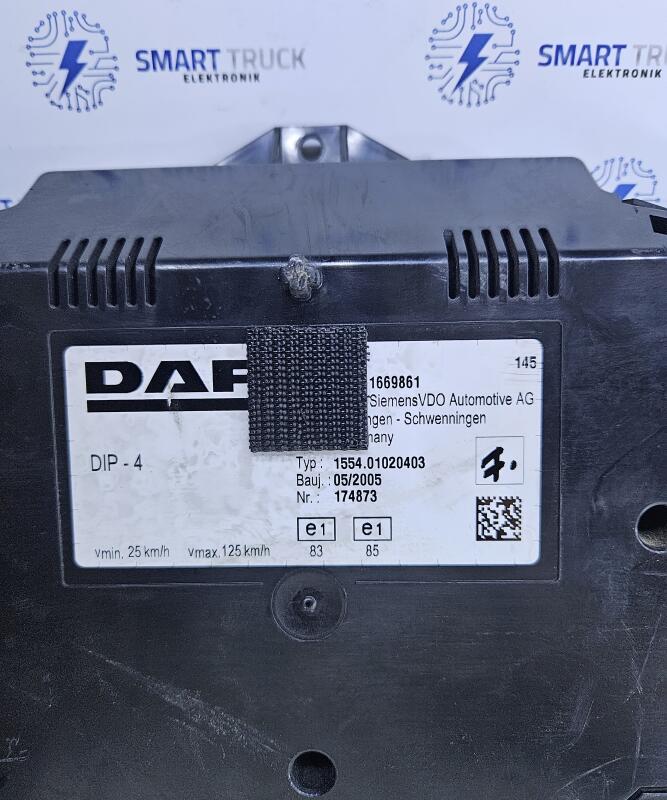 SMART TRUCK
ELEKTRONIK
SMART TRUCK
ELEKTRONIK
145
DAF
1669861
SiemensVDO Automotive AG
ngen - Schwenningen
many
DIP - 4
Typ : 1554.01020403
Bauj. : 05/2005
Nr. : 174873
e1 e1
83 85
vmin. 25 km/h vmax. 125 km/h